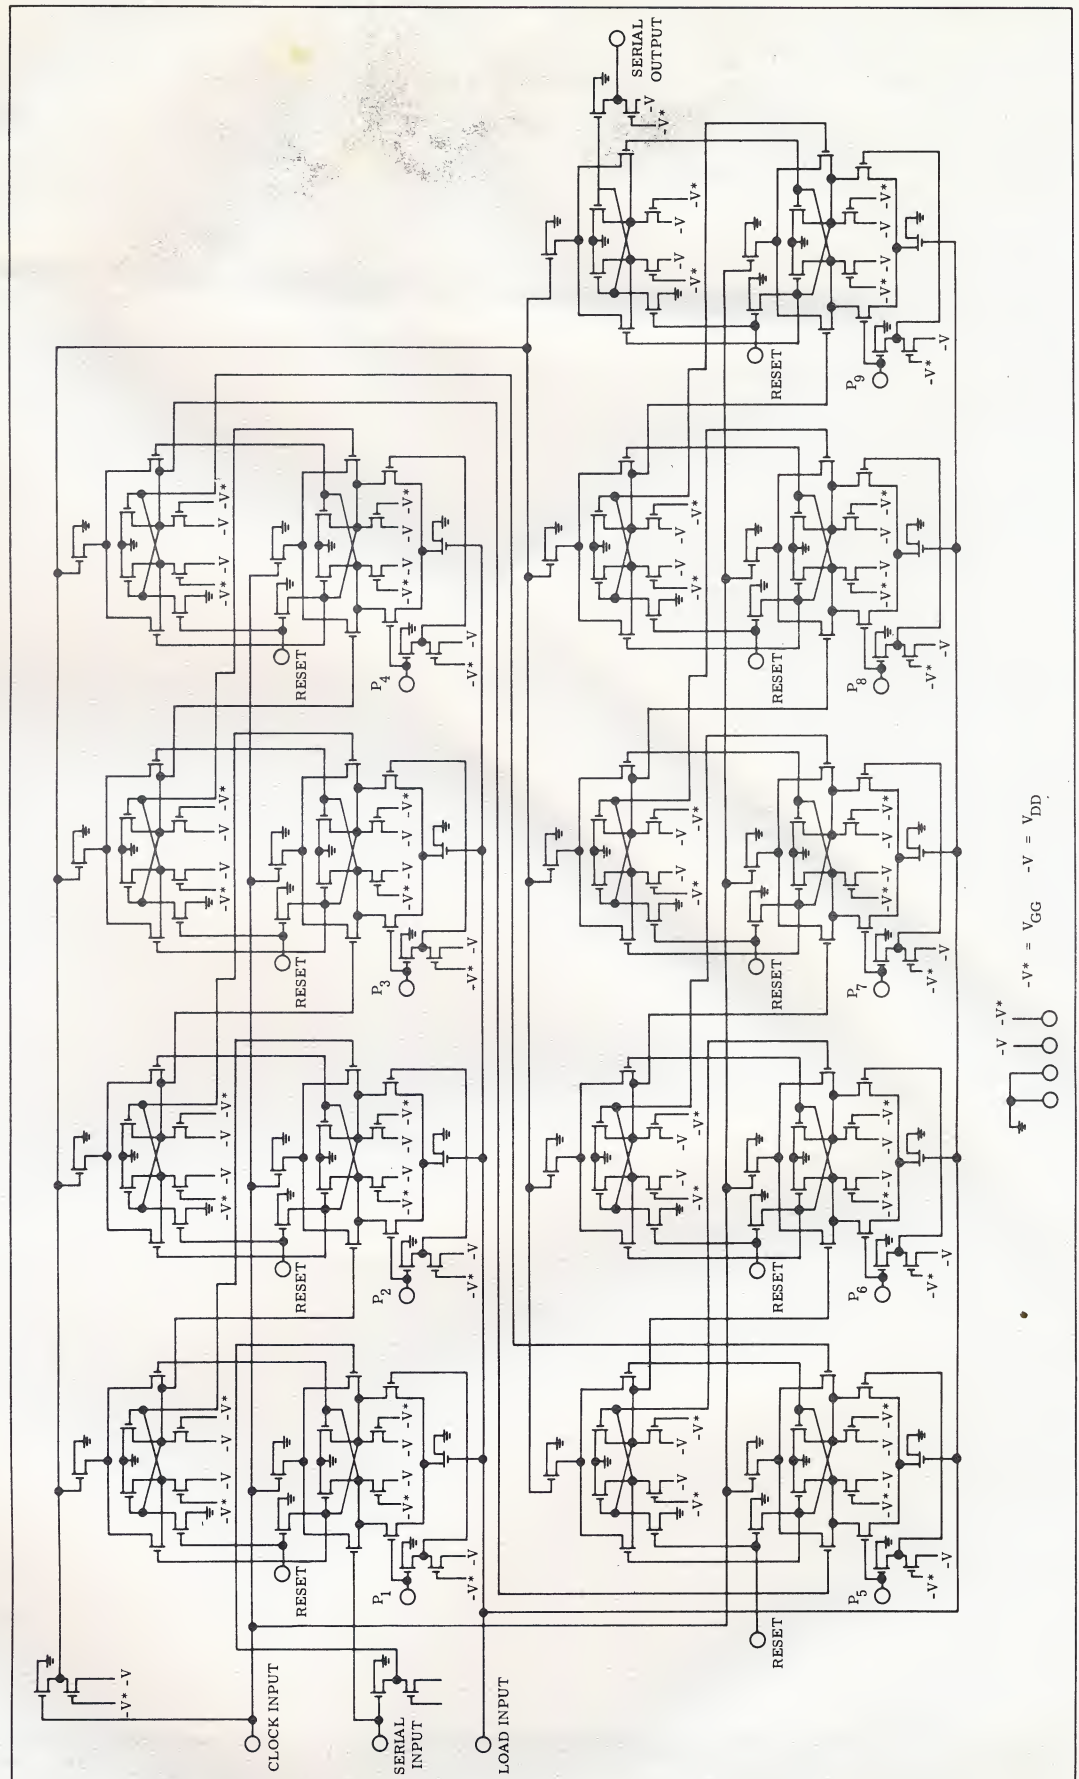 -V* -V
CLOCK INPUT
SERIAL
INPUT
LOAD INPUT
-V* -V -V -V*
RESET
-V* -V -V -V*
P1
-V* -V
-V* -V -V -V*
RESET
-V* -V -V -V*
P2
-V* -V
-V* -V -V -V*
RESET
-V* -V -V -V*
P3
-V* -V
-V* -V -V -V*
RESET
-V* -V -V -V*
P4
-V* -V
-V* -V -V -V*
RESET
-V* -V -V -V*
P5
-V* -V
-V* -V -V -V*
RESET
-V* -V -V -V*
P6
-V* -V
-V* -V -V -V*
RESET
-V* -V -V -V*
P7
-V* -V
-V* -V -V -V*
RESET
-V* -V -V -V*
P8
-V* -V
-V* -V -V -V*
RESET
-V* -V -V -V*
P9
-V* -V
-V* -V
SERIAL
OUTPUT
-V -V*
-V* = VGG -V = VDD